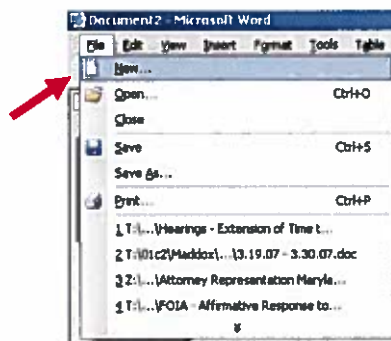 Document2 - Microsoft Word
File Edit View Insert Format Tools Table
New...
Open... Ctrl+O
Close
Save Ctrl+S
Save As...
Print... Ctrl+P
1 T:\...\Hearings - Extension of Time t...
2 T:\01c2\Maddox\...\3.19.07 - 3.30.07.doc
3 Z:\...\Attorney Representation Maryla...
4 T:\...\FOIA - Affirmative Response to...